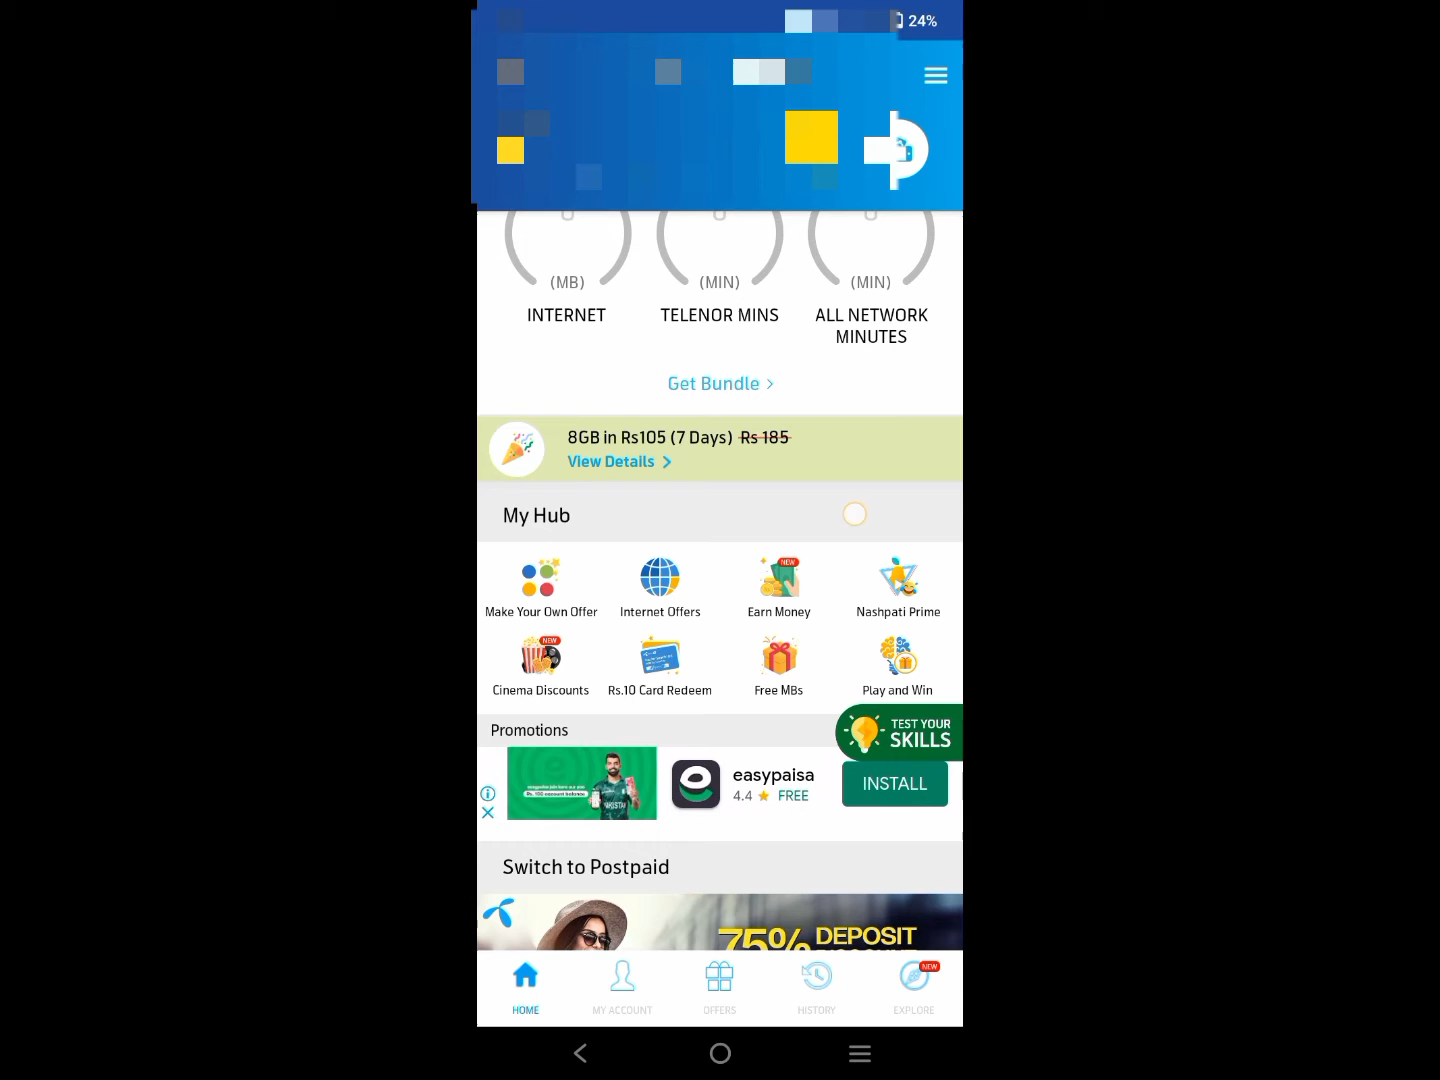 24%
(MB) (MIN) (MIN)
INTERNET TELENOR MINS ALL NETWORK
MINUTES
Get Bundle >
8GB in Rs105 (7 Days) Rs 185
View Details >
My Hub
NEW
Make Your Own Offer Internet Offers Earn Money Nashpati Prime
NEW
Cinema Discounts Rs.10 Card Redeem Free MBs Play and Win
Promotions
TEST YOUR
SKILLS
easypaisa
4.4 ★ FREE
INSTALL
Switch to Postpaid
75% DEPOSIT
NEW
HOME MY ACCOUNT OFFERS HISTORY EXPLORE